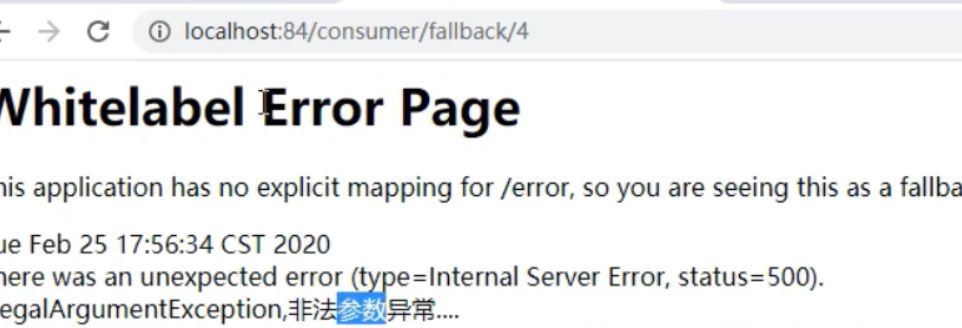 localhost:84/consumer/fallback/4
Whitelabel Error Page
his application has no explicit mapping for /error, so you are seeing this as a fallba
ue Feb 25 17:56:34 CST 2020
here was an unexpected error (type=Internal Server Error, status=500).
legalArgumentException,非法参数异常....